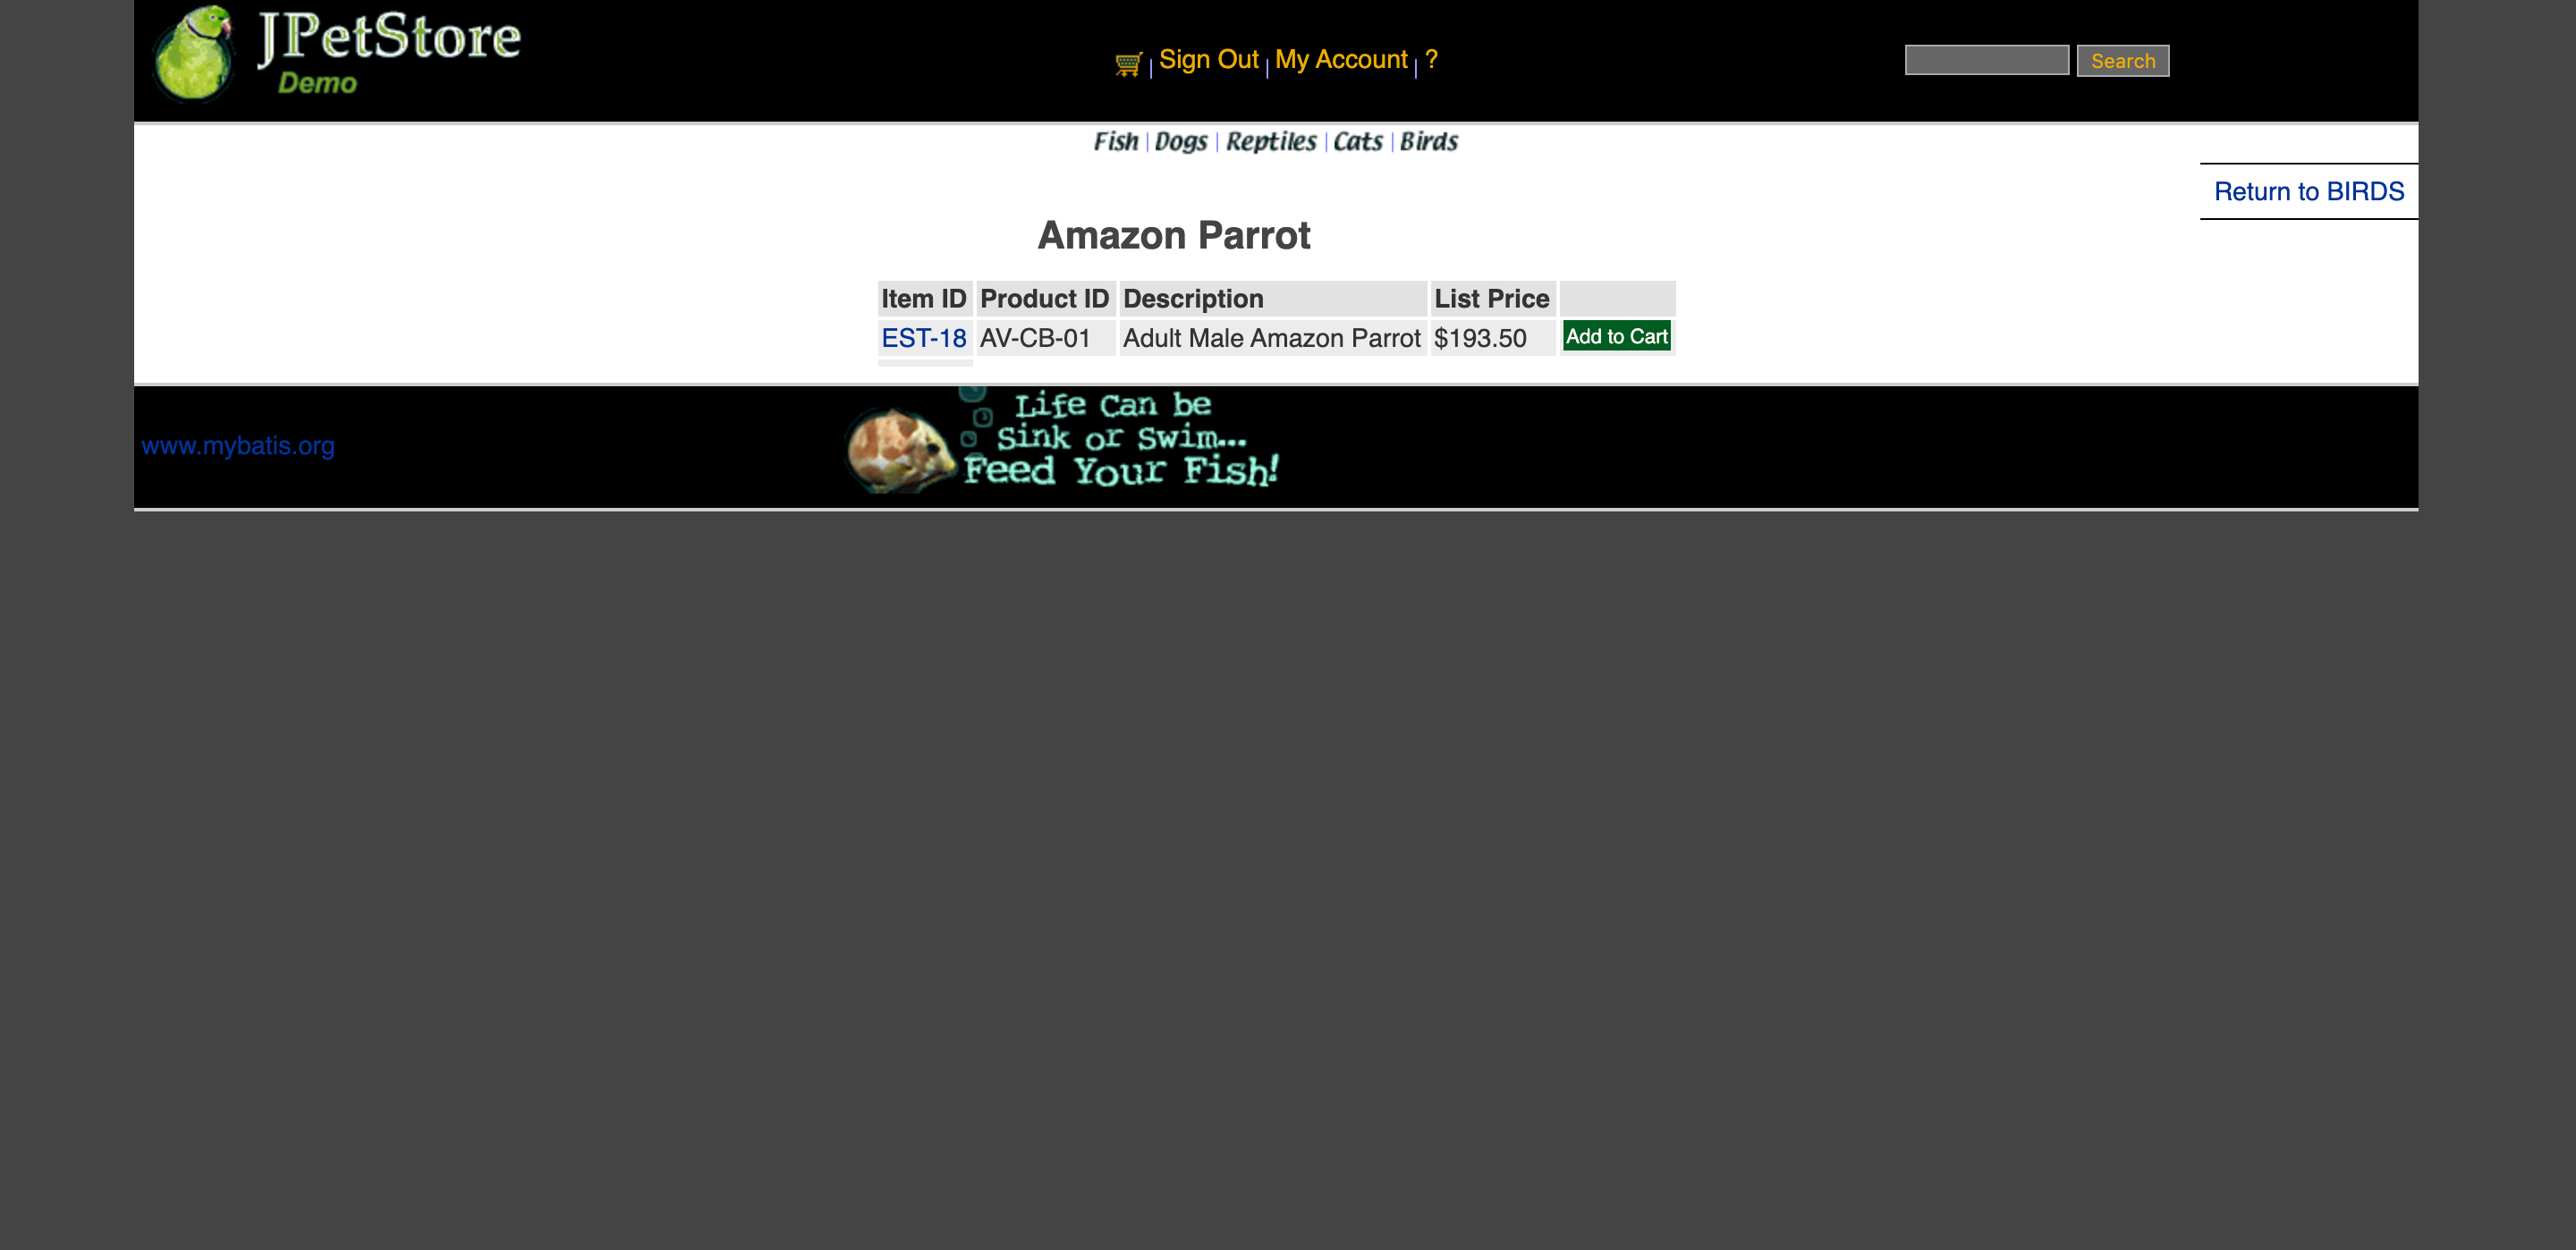 JPetStore
Demo
Sign Out | My Account | ?
Search
Fish | Dogs | Reptiles | Cats | Birds
Return to BIRDS
Amazon Parrot
Item ID Product ID Description List Price
EST-18 AV-CB-01 Adult Male Amazon Parrot $193.50 Add to Cart
www.mybatis.org
Life Can be
Sink or Swim...
Feed Your Fish!